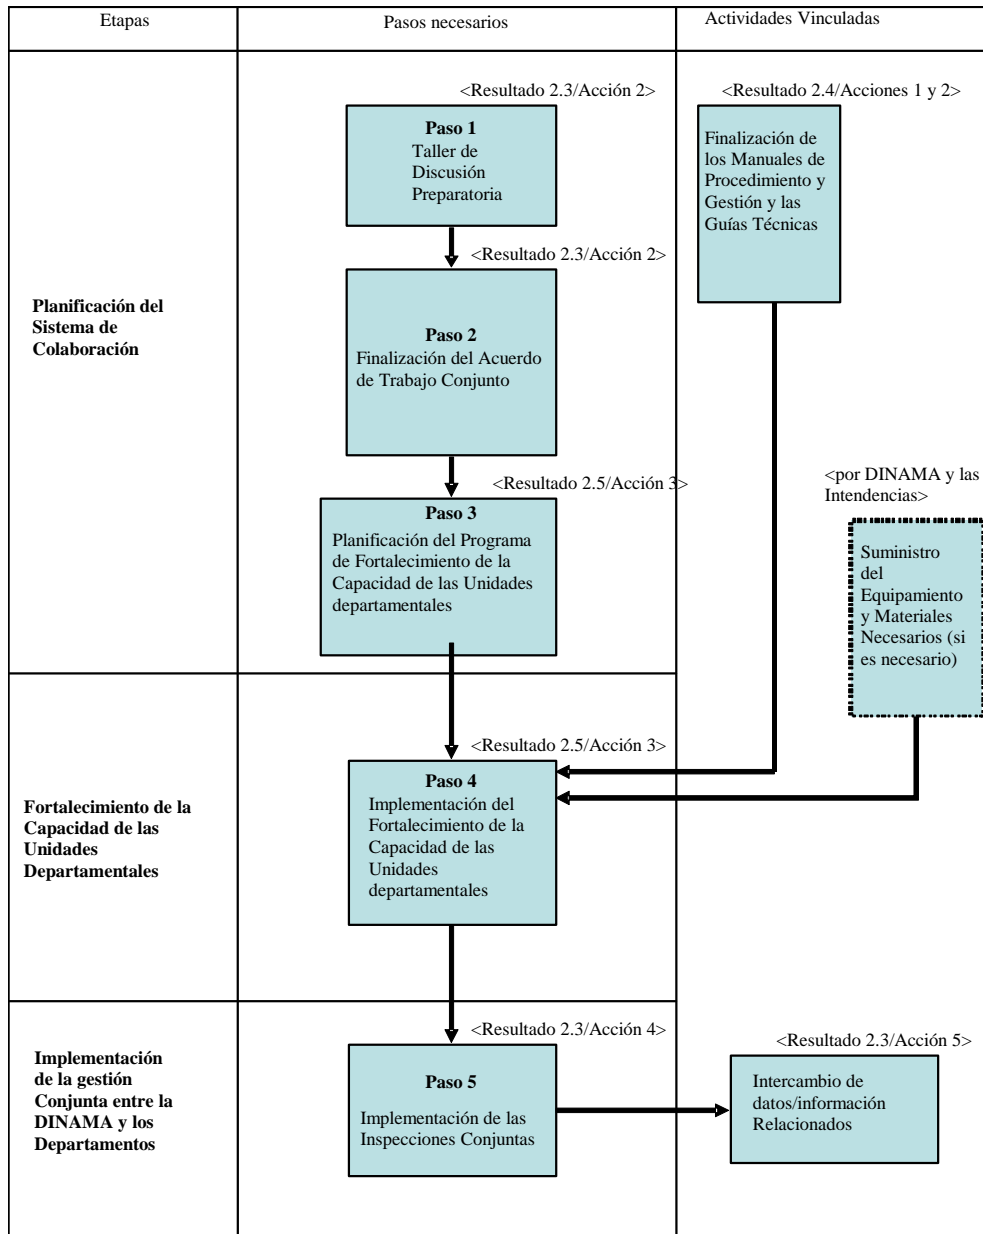 Etapas
Pasos necesarios
Actividades Vinculadas
<Resultado 2.3/Acción 2>
Paso 1
Taller de
Discusión
Preparatoria
<Resultado 2.4/Acciones 1 y 2>
Finalización de
los Manuales de
Procedimiento y
Gestión y las
Guías Técnicas
Planificación del
Sistema de
Colaboración
<Resultado 2.3/Acción 2>
Paso 2
Finalización del Acuerdo
de Trabajo Conjunto
<Resultado 2.5/Acción 3>
Paso 3
Planificación del Programa
de Fortalecimiento de la
Capacidad de las Unidades
departamentales
<por DINAMA y las
Intendencias>
Suministro
del
Equipamiento
y Materiales
Necesarios (si
es necesario)
Fortalecimiento de la
Capacidad de las
Unidades
Departamentales
<Resultado 2.5/Acción 3>
Paso 4
Implementación del
Fortalecimiento de la
Capacidad de las
Unidades
departamentales
Implementación
de la gestión
Conjunta entre la
DINAMA y los
Departamentos
<Resultado 2.3/Acción 4>
Paso 5
Implementación de las
Inspecciones Conjuntas
<Resultado 2.3/Acción 5>
Intercambio de
datos/información
Relacionados